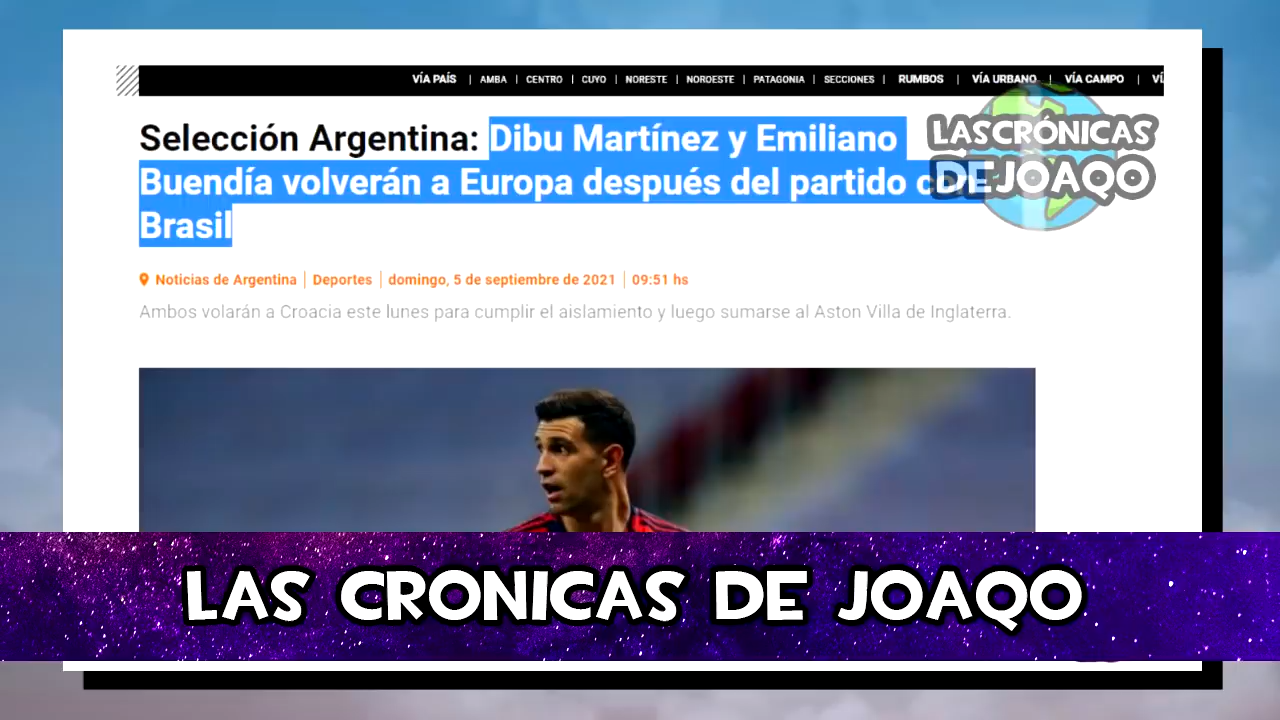 VÍA PAÍS | AMBA | CENTRO | CUYO | NORESTE | NOROESTE | PATAGONIA | SECCIONES | RUMBOS | VÍA URBANO | VÍA CAMPO |
Selección Argentina: Dibu Martínez y Emiliano
Buendía volverán a Europa después del partido con
Brasil
LAS CRÓNICAS
DE JOAQO
Noticias de Argentina | Deportes | domingo, 5 de septiembre de 2021 | 09:51 hs
Ambos volarán a Croacia este lunes para cumplir el aislamiento y luego sumarse al Aston Villa de Inglaterra.
LAS CRONICAS DE JOAQO